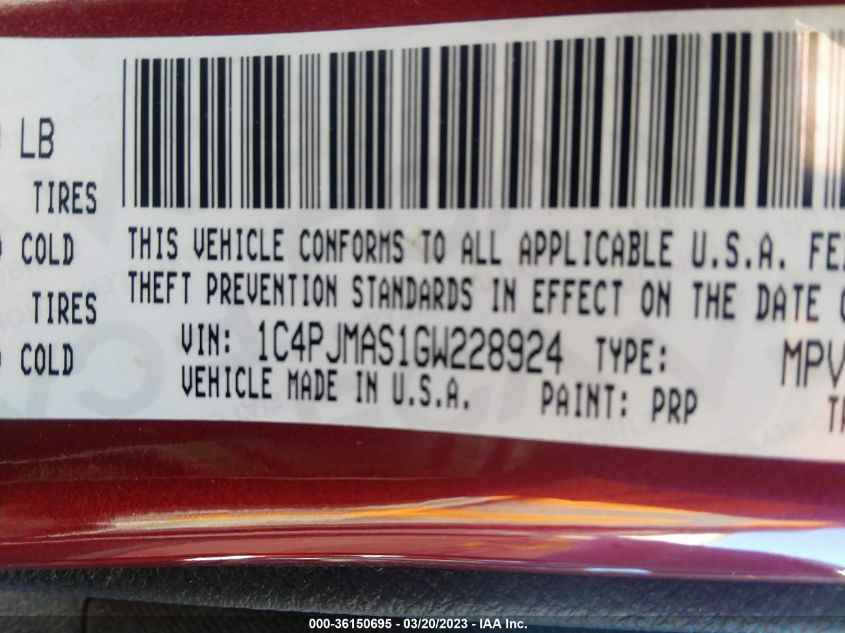 LB
TIRES
COLD
TIRES
COLD
THIS VEHICLE CONFORMS TO ALL APPLICABLE U.S.A.
THEFT PREVENTION STANDARDS IN EFFECT ON THE DATE
VIN: 1C4PJMAS1GW228924 TYPE: MPV
VEHICLE MADE IN U.S.A. PAINT: PRP
000-36150695 - 03/20/2023 - IAA Inc.